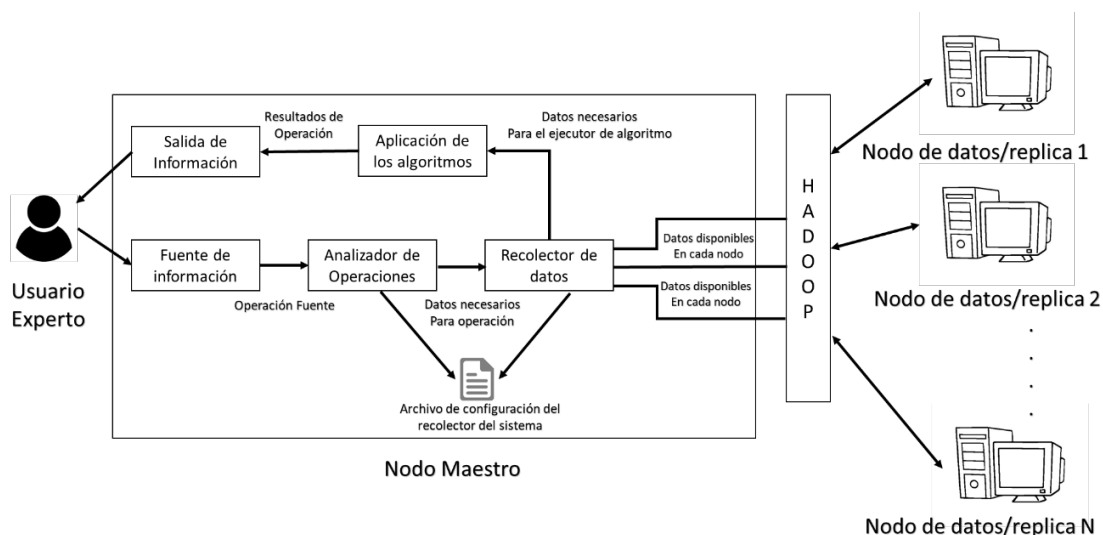 Resultados de
Operación
Datos necesarios
Para el ejecutor de algoritmo
Salida de
Información
Aplicación de
los algoritmos
Usuario
Experto
Fuente de
información
Operación Fuente
Analizador de
Operaciones
Datos necesarios
Para operación
Recolector de
datos
Datos disponibles
En cada nodo
Datos disponibles
En cada nodo
Archivo de configuración del
recolector del sistema
Nodo Maestro
H
A
D
O
O
P
Nodo de datos/replica 1
Nodo de datos/replica 2
Nodo de datos/replica N